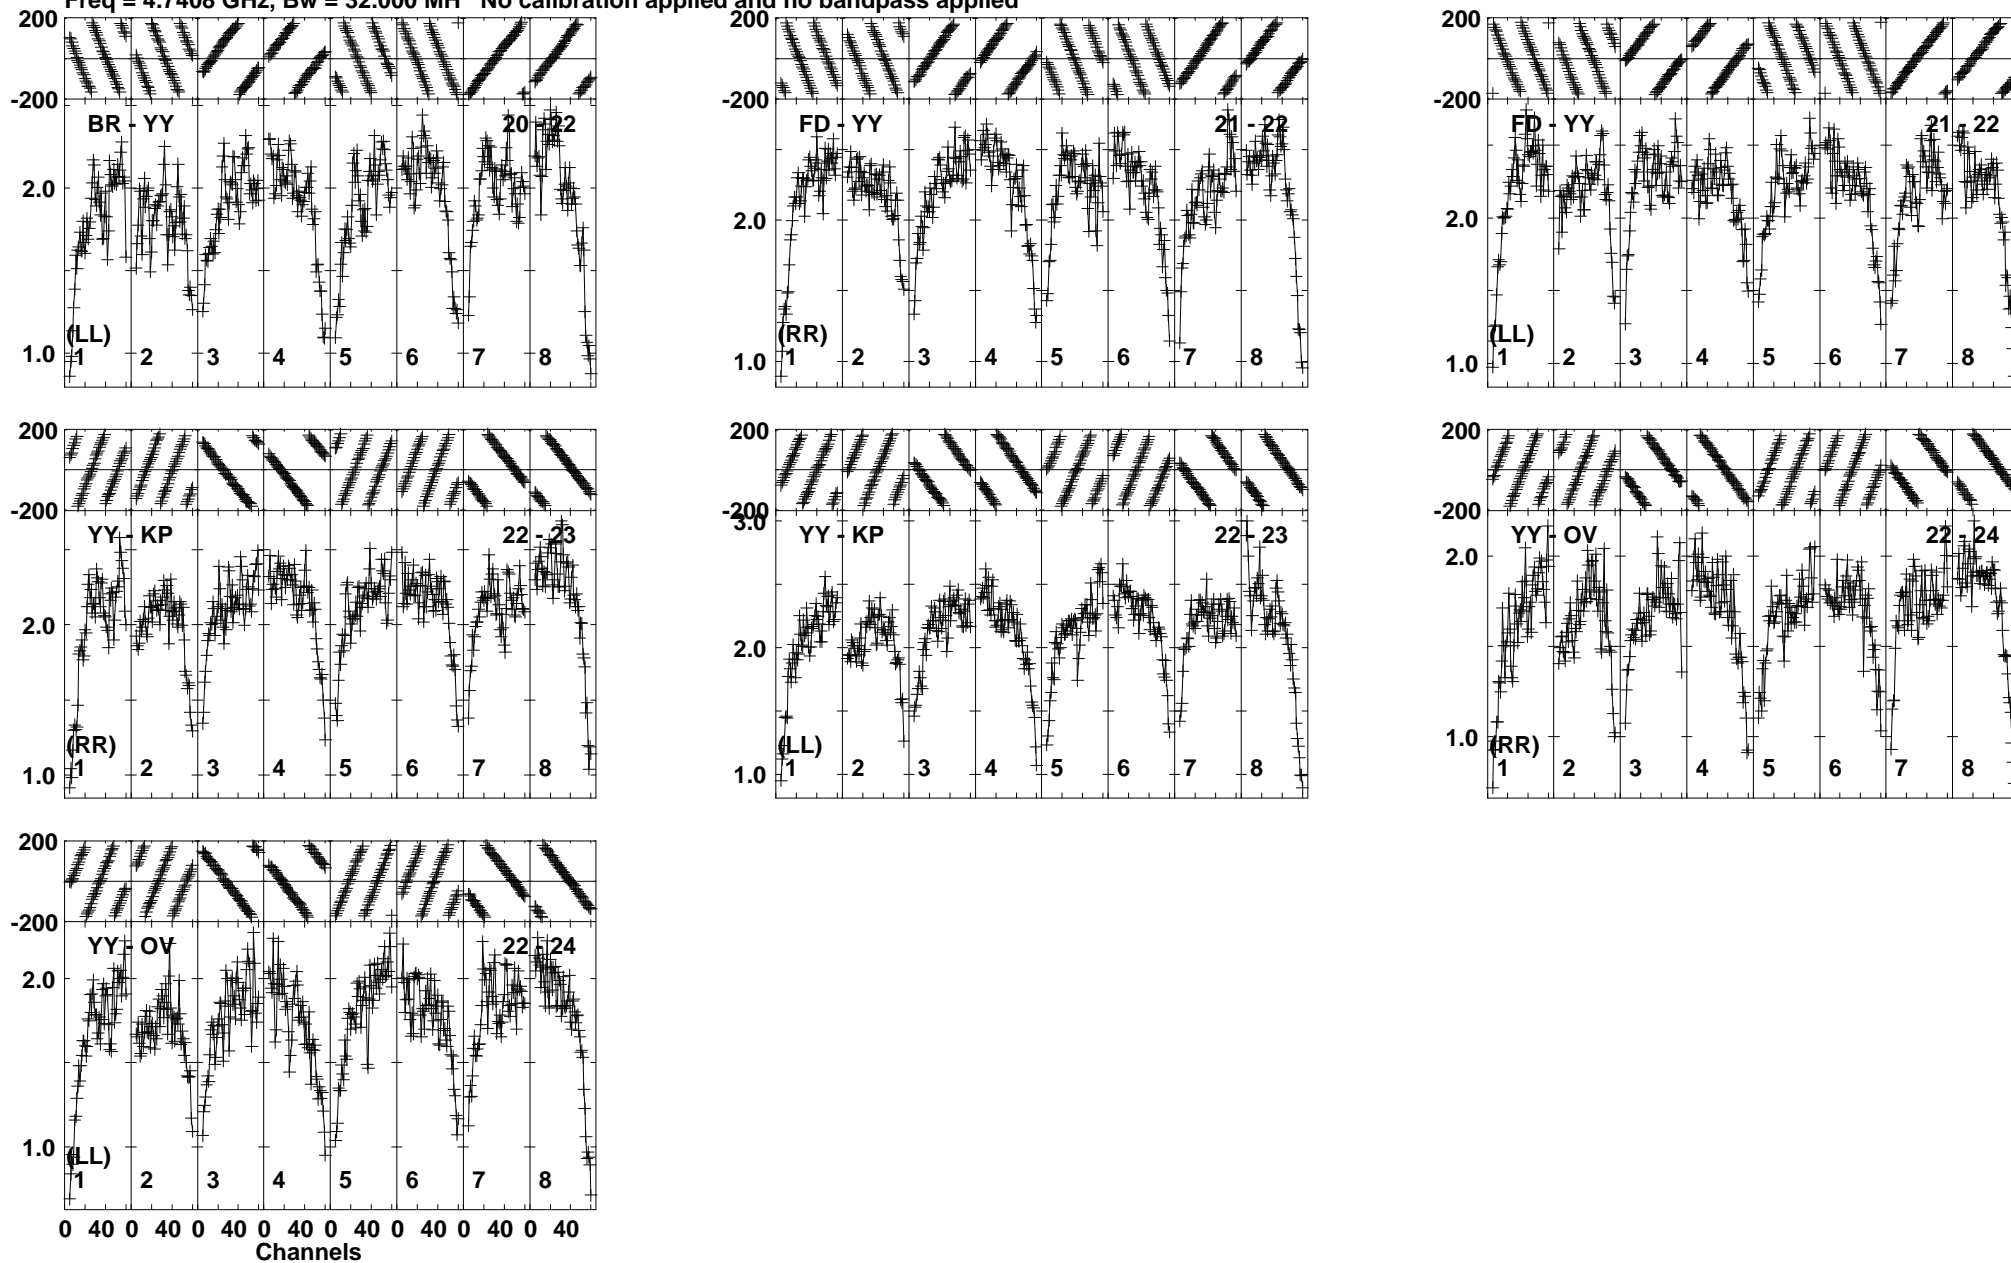 Freq = 4.7408 GHz, Bw = 32.000 MH No calibration applied and no bandpass applied
200 200 200
-200 -200 -200
BR - YY 20 - 22 FD - YY 21 - 22 FD - YY 21 - 22
2.0 2.0 2.0
(LL) (RR) (LL)
1.0 1 2 3 4 5 6 7 8 1.0 1 2 3 4 5 6 7 8 1.0 1 2 3 4 5 6 7 8
200 200 200
-200 -200 -200
3.0
YY - KP 22 - 23 YY - KP 22 - 23 YY - OV 22 - 24
2.0 2.0 2.0
(RR) (LL) 1.0 (RR)
1.0 1 2 3 4 5 6 7 8 1.0 1 2 3 4 5 6 7 8 1 2 3 4 5 6 7 8
200
-200
YY - OV 22 - 24
2.0
1.0 (LL)
1 2 3 4 5 6 7 8
0 40 0 40 0 40 0 40 0 40 0 40 0 40 0 40
Channels